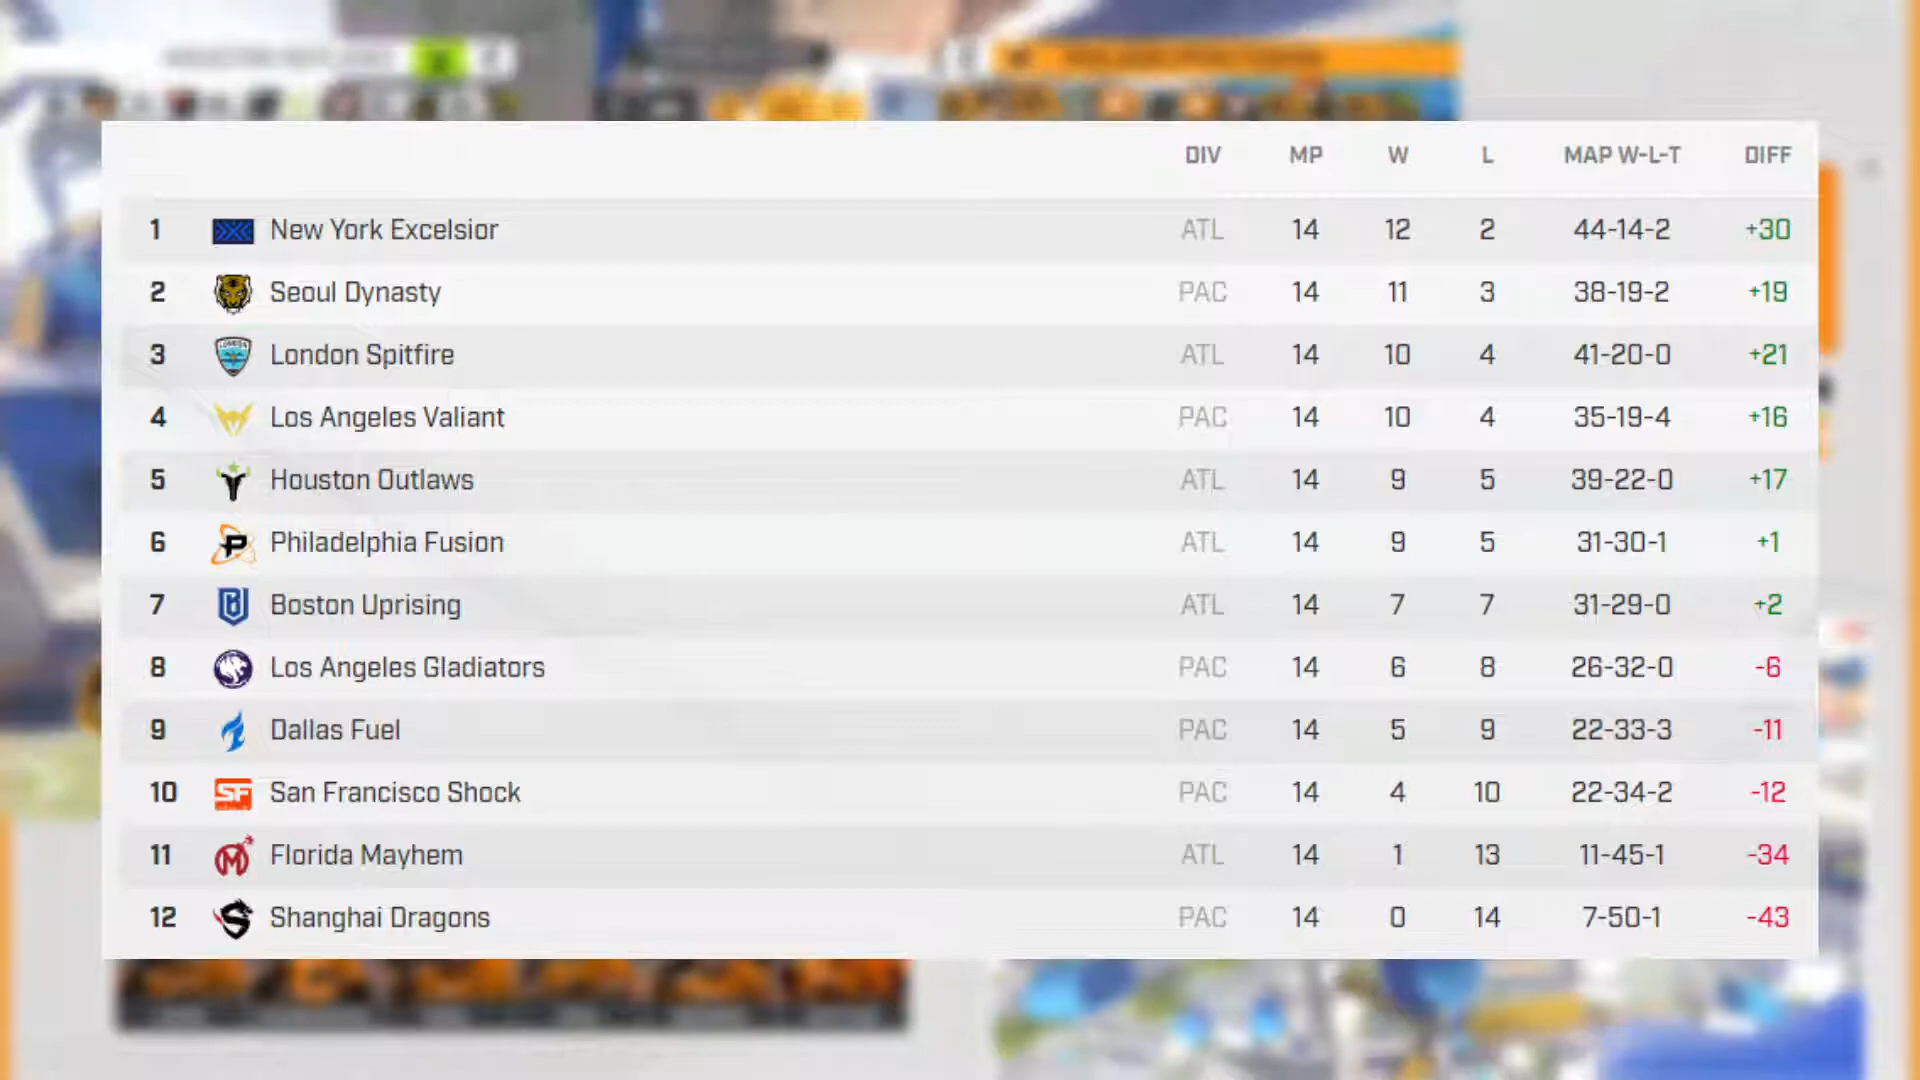 DIV MP W L MAP W-L-T DIFF
1 New York Excelsior ATL 14 12 2 44-14-2 +30
2 Seoul Dynasty PAC 14 11 3 38-19-2 +19
3 London Spitfire ATL 14 10 4 41-20-0 +21
4 Los Angeles Valiant PAC 14 10 4 35-19-4 +16
5 Houston Outlaws ATL 14 9 5 39-22-0 +17
6 Philadelphia Fusion ATL 14 9 5 31-30-1 +1
7 Boston Uprising ATL 14 7 7 31-29-0 +2
8 Los Angeles Gladiators PAC 14 6 8 26-32-0 -6
9 Dallas Fuel PAC 14 5 9 22-33-3 -11
10 San Francisco Shock PAC 14 4 10 22-34-2 -12
11 Florida Mayhem ATL 14 1 13 11-45-1 -34
12 Shanghai Dragons PAC 14 0 14 7-50-1 -43